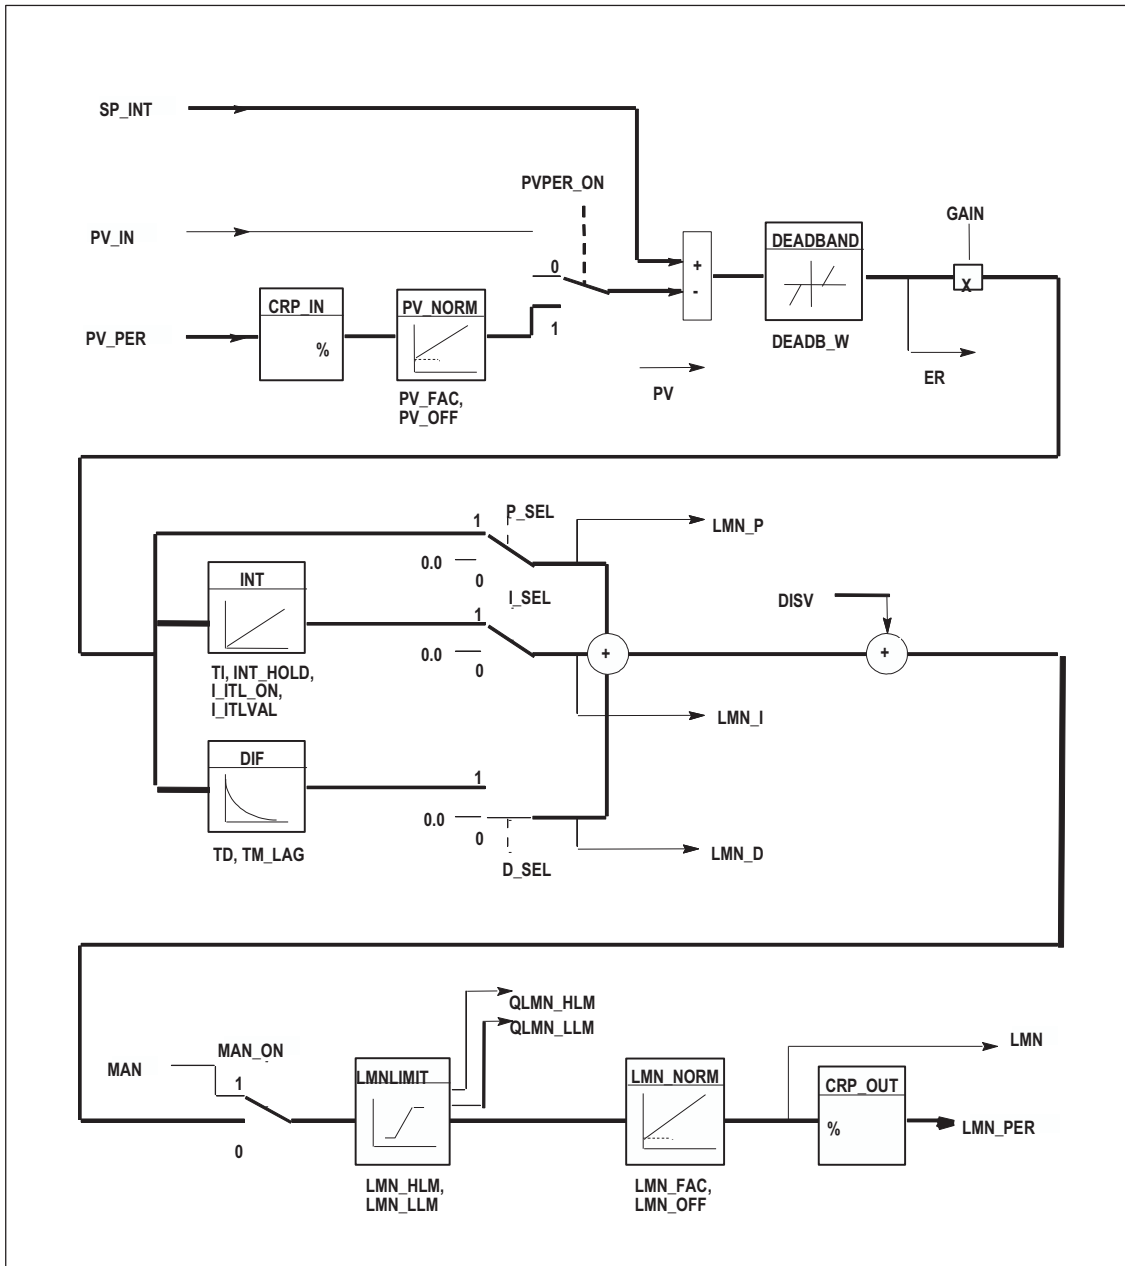 SP_INT
PVPER_ON
GAIN
PV_IN
DEADBAND
0
+
-
X
CRP_IN
PV_NORM
PV_PER
%
1
DEADB_W
PV
ER
PV_FAC,
PV_OFF
P_SEL
1
LMN_P
0.0
0
INT
I_SEL
1
DISV
0.0
0
+
+
TI, INT_HOLD,
I_ITL_ON,
I_ITLVAL
LMN_I
DIF
1
0.0
0
LMN_D
TD, TM_LAG
D_SEL
QLMN_HLM
QLMN_LLM
MAN_ON
MAN
LMN
1
LMNLIMIT
LMN_NORM
CRP_OUT
%
LMN_PER
0
LMN_HLM,
LMN_LLM
LMN_FAC,
LMN_OFF